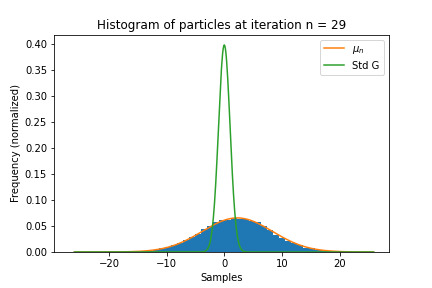 Histogram of particles at iteration n = 29
Frequency (normalized)
0.40
0.35
0.30
0.25
0.20
0.15
0.10
0.05
0.00
μₙ
Std G
−20
−10
0
10
20
Samples